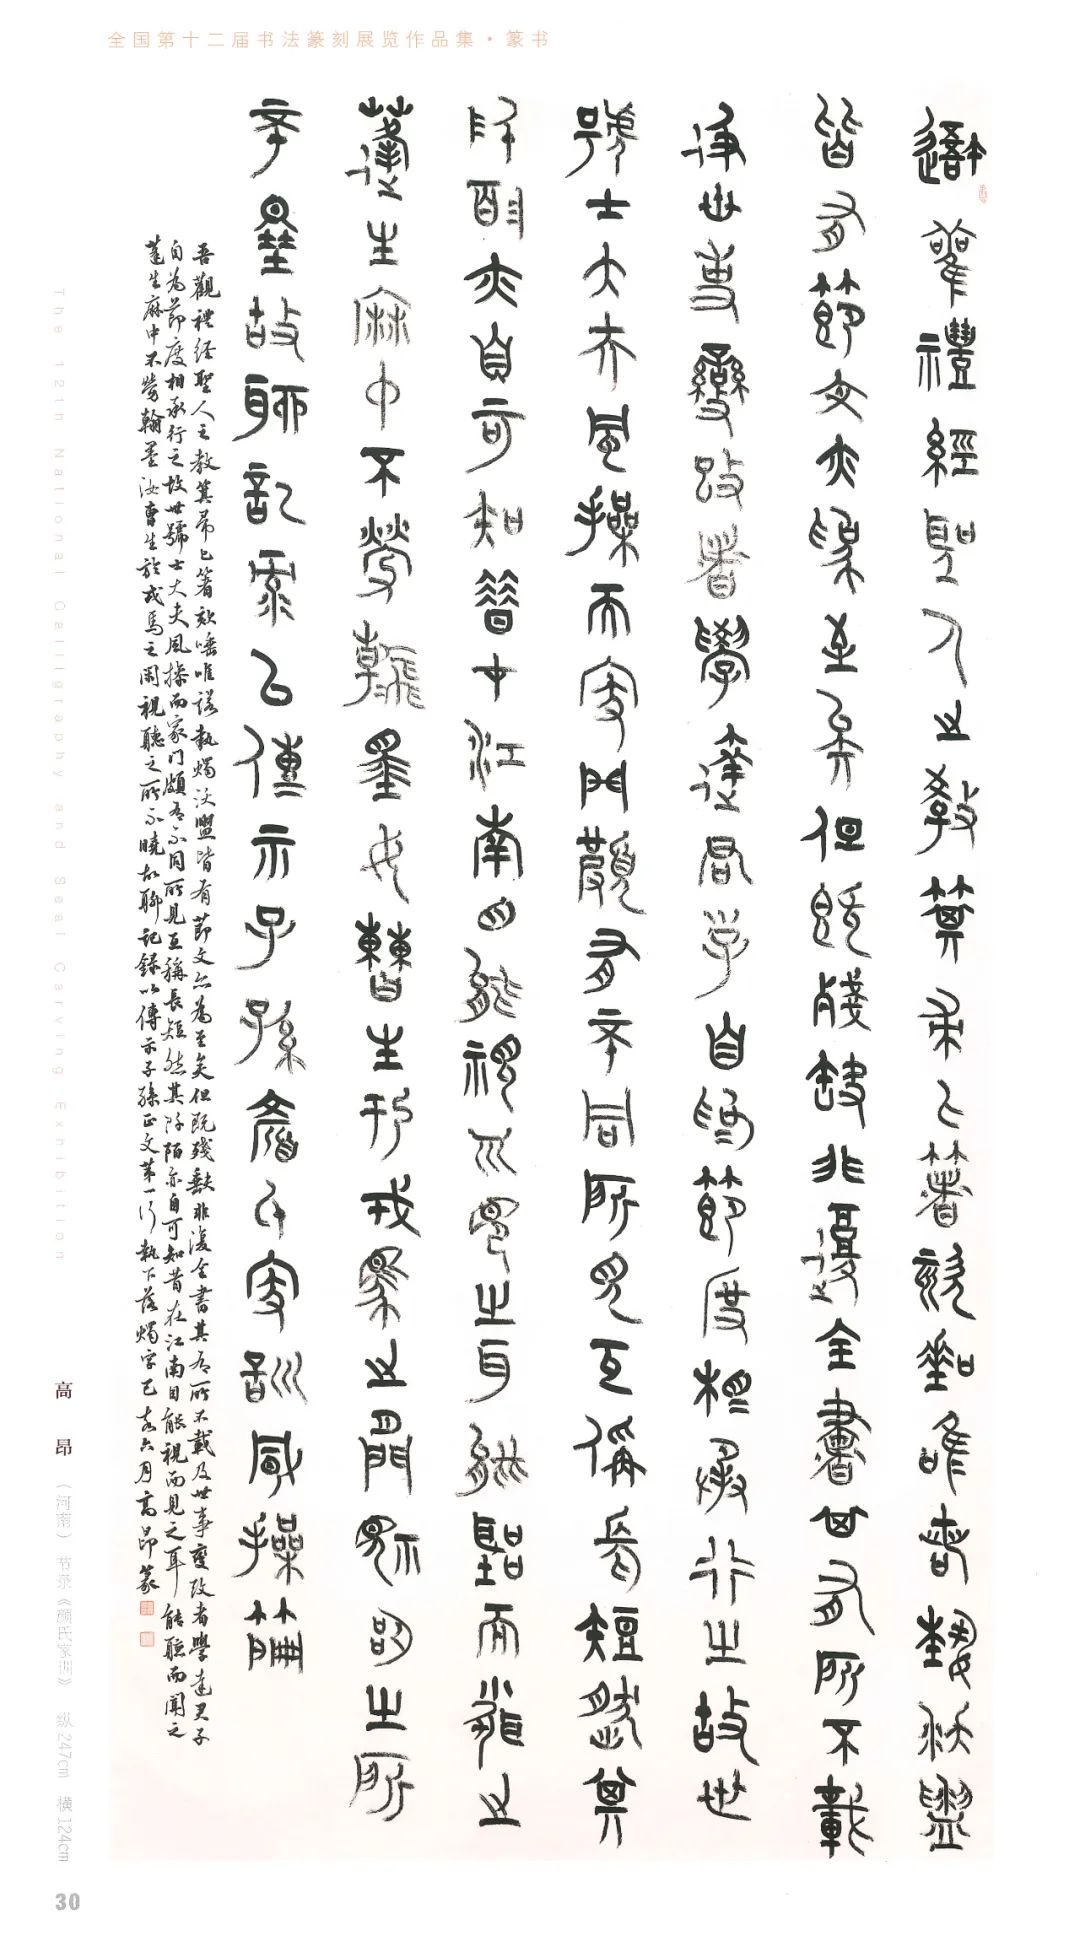 全国第十二届书法篆刻展览作品集·篆书
吾觀禮經聖人之教箕帚匕箸欬唾唯諾執沃盥
皆有節文亦為至矣但既殘缺非復全書其有所不載
及世事變改者學達君子自為節度相承行之故世
號士大夫風操而家門頗有不同所見互稱長短然其
阡陌亦自可知昔在江南目能視而見之耳能聽而聞之
蓬生麻中不勞翰墨汝曹生於戎馬之間視聽之所
不曉故聊記錄以傳示子孫顏氏家訓風操篇
吾觀禮經聖人之教箕帚匕箸欬唾唯諾執燭沃盥皆有節文亦為至矣但既殘缺非復全書其有所不載及世事變改者學達君子
自為節度相承行之故世號士大夫風操而家門頗有不同所見互稱長短然其阡陌亦自可知昔在江南目能視而見之耳能聽而聞之
蓬生麻中不勞翰墨汝曹生於戎馬之間視聽之所不曉故聊記錄以傳示子孫正文第一行執下落燭字己亥六月高昂篆
The 12th National Calligraphy and Seal Carving Exhibition
高昂 （河南） 节录《颜氏家训》 纵247cm 横124cm
30